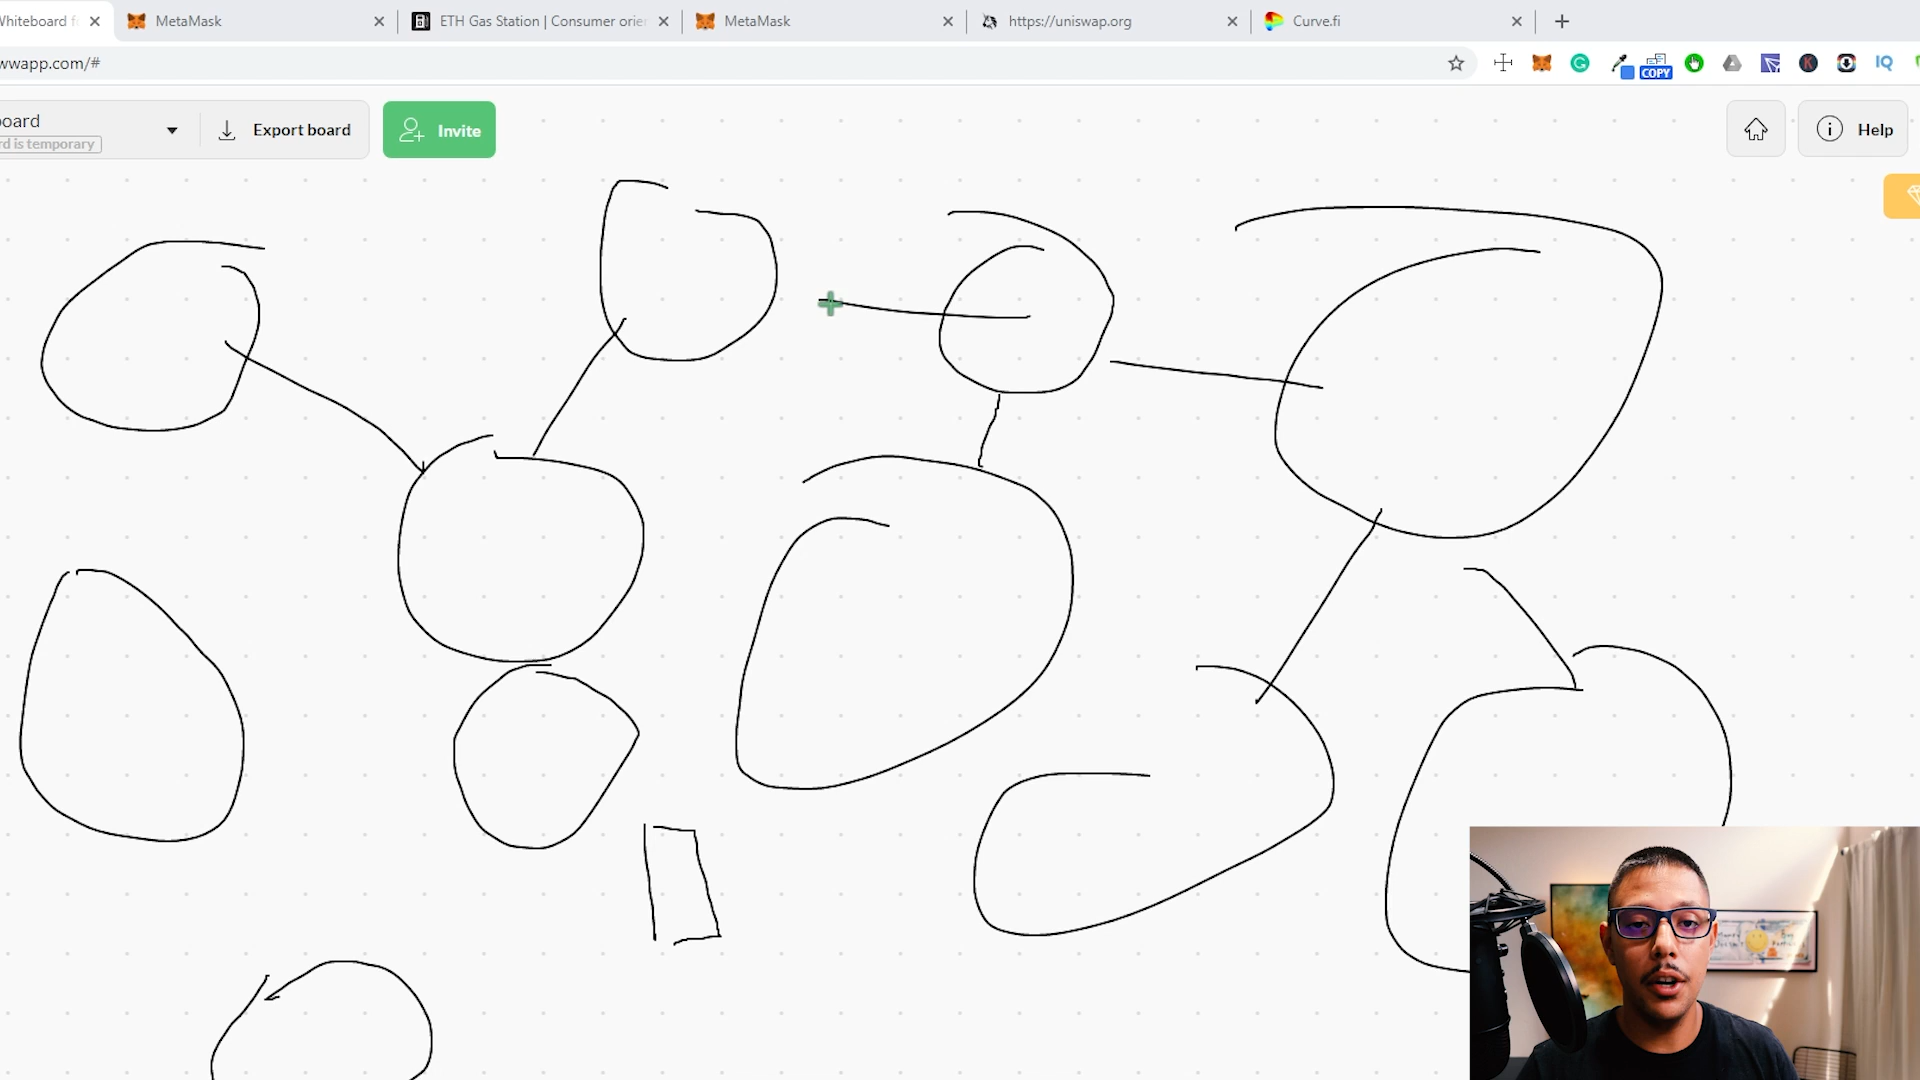 Whiteboard f
MetaMask
ETH Gas Station | Consumer orie
MetaMask
https://uniswap.org
Curve.fi
wwapp.com/#
COPY
K
IQ
oard
rd is temporary
Export board
Invite
Help